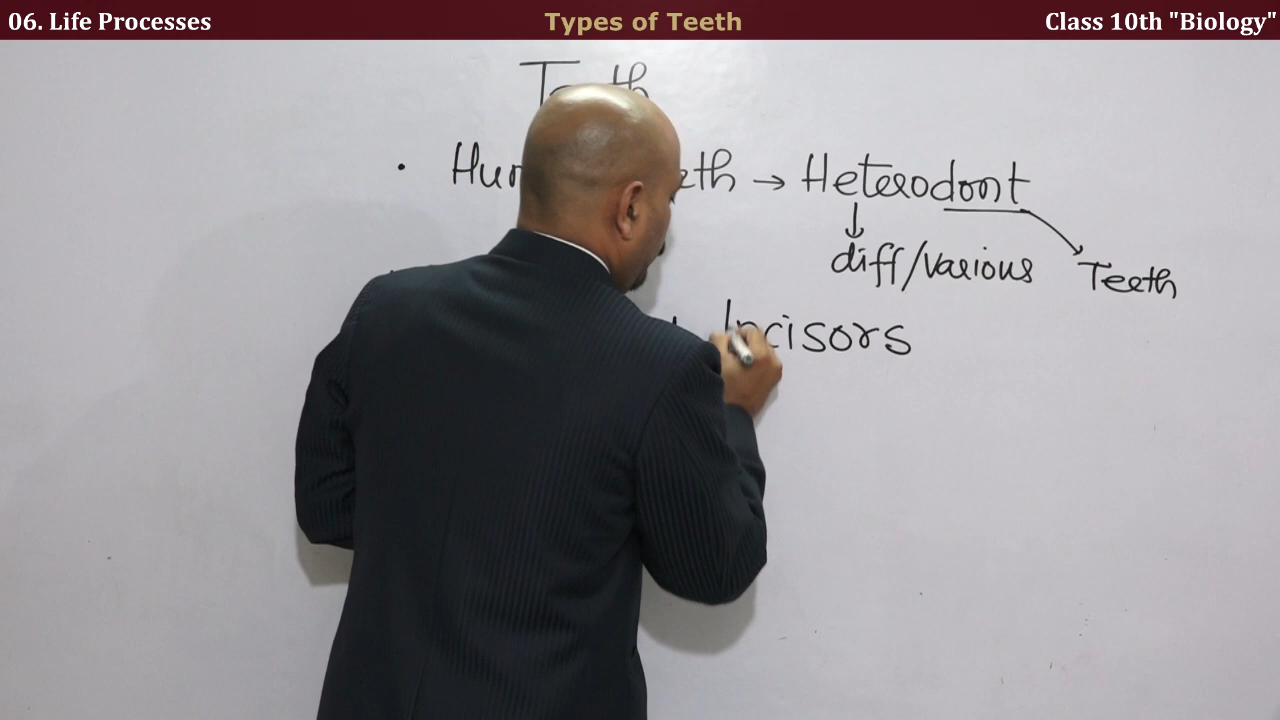 06. Life Processes Types of Teeth Class 10th "Biology"
· → Heterodont
diff/various Teeth
Incisors